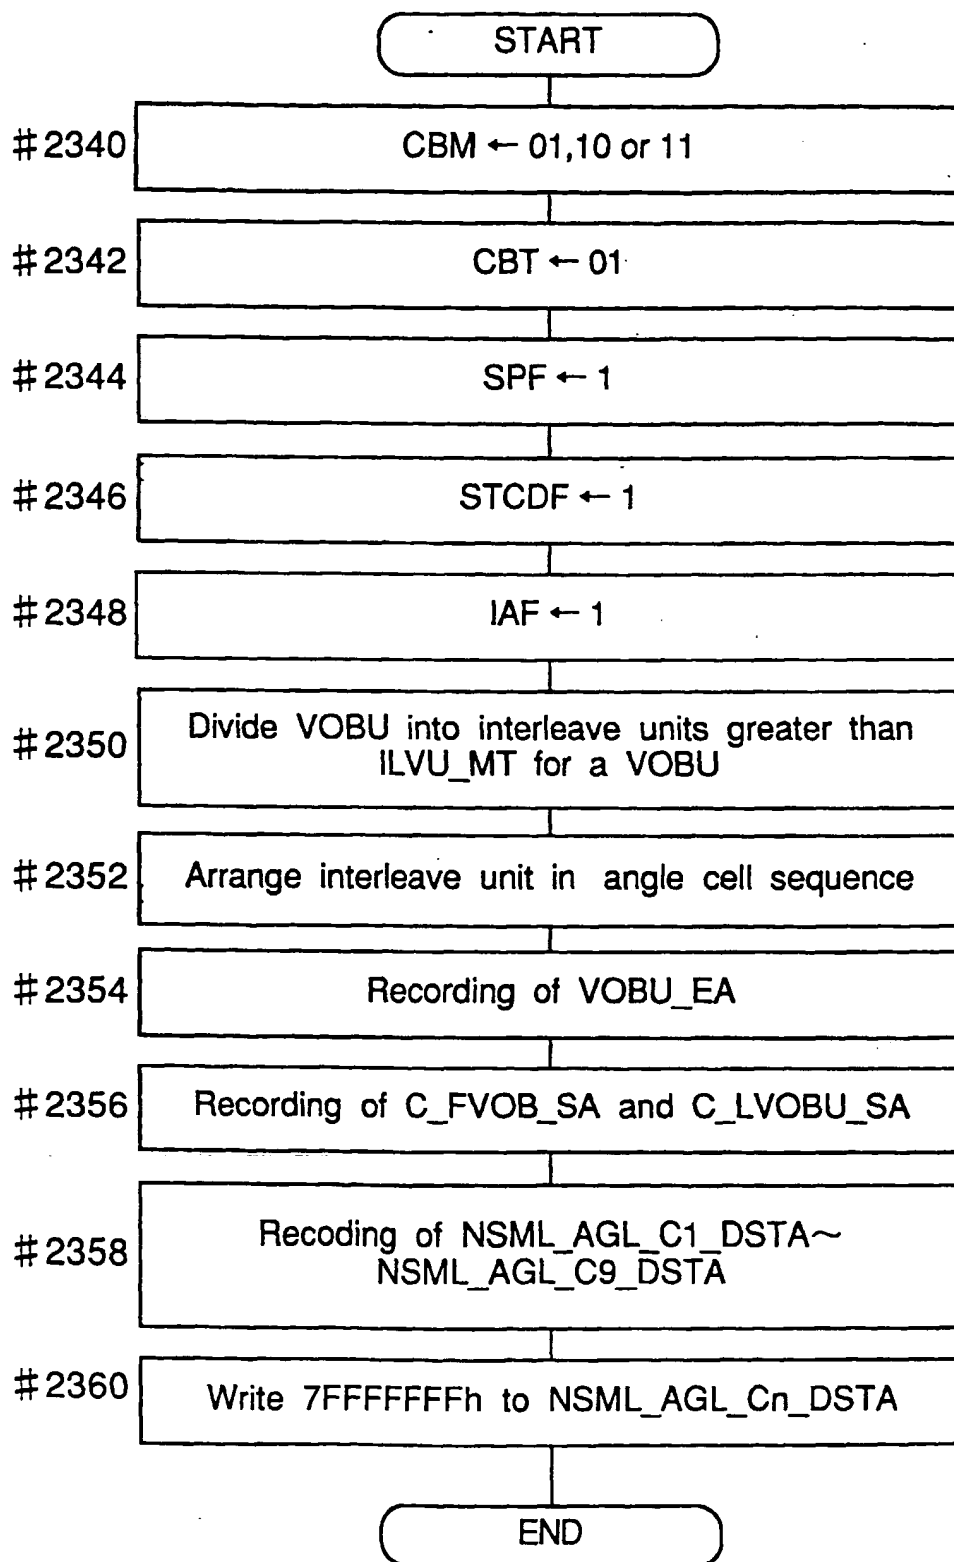 START
#2340 CBM ← 01,10 or 11
#2342 CBT ← 01
#2344 SPF ← 1
#2346 STCDF ← 1
#2348 IAF ← 1
#2350 Divide VOBU into interleave units greater than
ILVU_MT for a VOBU
#2352 Arrange interleave unit in angle cell sequence
#2354 Recording of VOBU_EA
#2356 Recording of C_FVOB_SA and C_LVOBU_SA
#2358 Recoding of NSML_AGL_C1_DSTA~
NSML_AGL_C9_DSTA
#2360 Write 7FFFFFFFh to NSML_AGL_Cn_DSTA
END